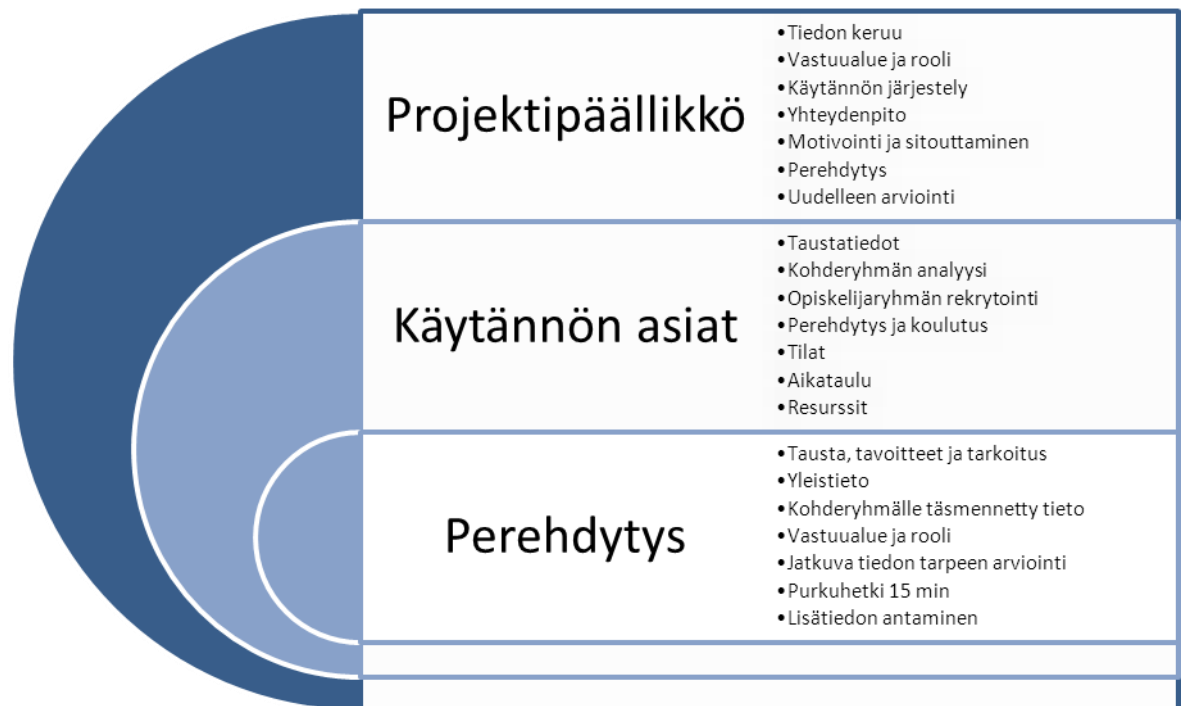 Projektipäällikkö
•Tiedon keruu
•Vastuualue ja rooli
•Käytännön järjestely
•Yhteydenpito
•Motivointi ja sitouttaminen
•Perehdytys
•Uudelleen arviointi
Käytännön asiat
•Taustatiedot
•Kohderyhmän analyysi
•Opiskelijaryhmän rekrytointi
•Perehdytys ja koulutus
•Tilat
•Aikataulu
•Resurssit
Perehdytys
•Tausta, tavoitteet ja tarkoitus
•Yleistieto
•Kohderyhmälle täsmennetty tieto
•Vastuualue ja rooli
•Jatkuva tiedon tarpeen arviointi
•Purkuhetki 15 min
•Lisätiedon antaminen